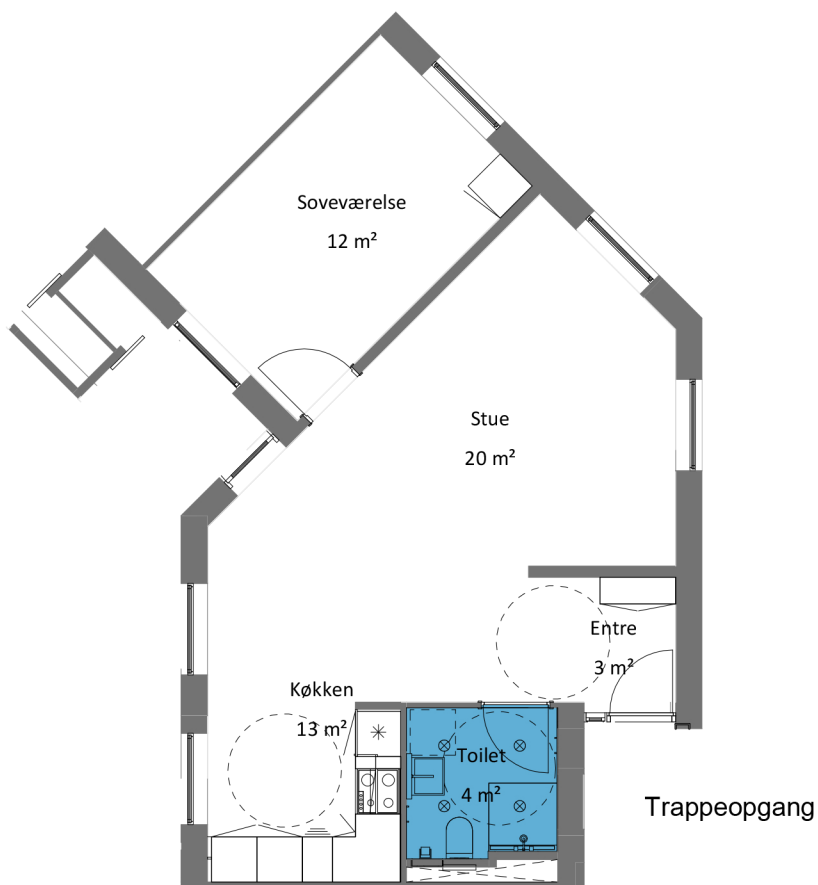 Soveværelse
12 m²
Stue
20 m²
Entre
3 m²
Køkken
13 m²
Toilet
4 m²
Trappeopgang